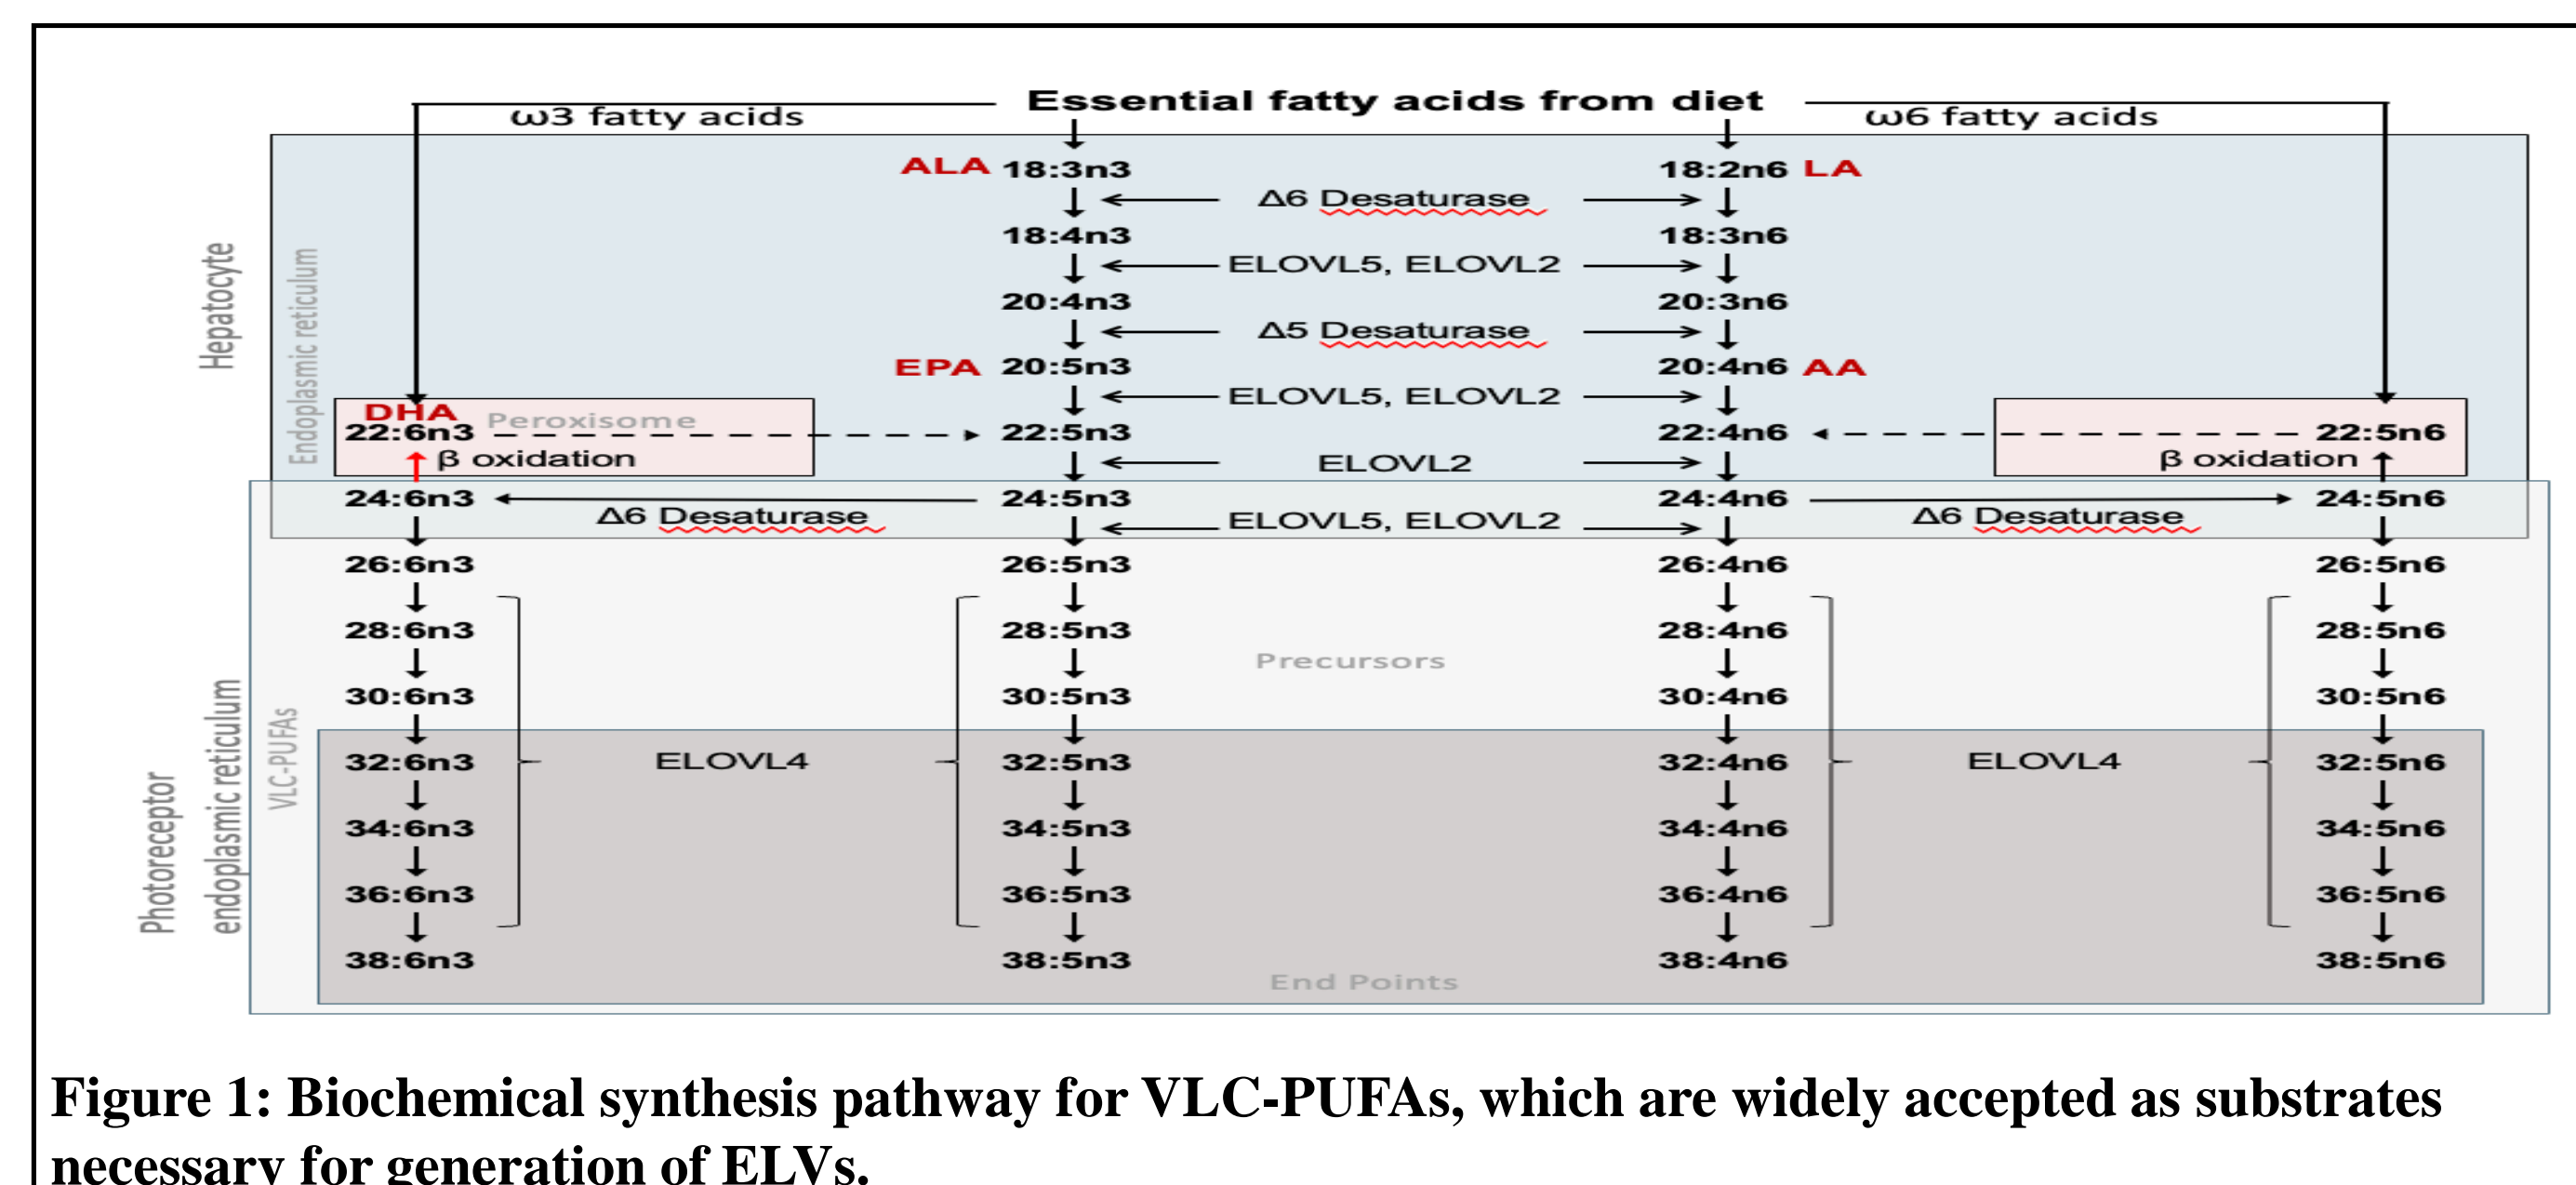 Essential fatty acids from diet
ω3 fatty acids
ω6 fatty acids
ALA 18:3n3
18:2n6 LA
Δ6 Desaturase
18:4n3
18:3n6
ELOVL5, ELOVL2
20:4n3
20:3n6
Δ5 Desaturase
EPA 20:5n3
20:4n6 AA
ELOVL5, ELOVL2
DHA
Peroxisome
22:6n3
22:5n3
22:4n6
22:5n6
β oxidation
ELOVL2
β oxidation
24:6n3
24:5n3
24:4n6
24:5n6
Δ6 Desaturase
ELOVL5, ELOVL2
Δ6 Desaturase
26:6n3
26:5n3
26:4n6
26:5n6
28:6n3
28:5n3
28:4n6
28:5n6
Precursors
30:6n3
30:5n3
30:4n6
30:5n6
32:6n3
ELOVL4
32:5n3
32:4n6
ELOVL4
32:5n6
34:6n3
34:5n3
34:4n6
34:5n6
36:6n3
36:5n3
36:4n6
36:5n6
38:6n3
38:5n3
38:4n6
38:5n6
End Points
Hepatocyte
Endoplasmic reticulum
Photoreceptor
endoplasmic reticulum
VLC-PUFAs
Figure 1: Biochemical synthesis pathway for VLC-PUFAs, which are widely accepted as substrates
necessary for generation of ELVs.